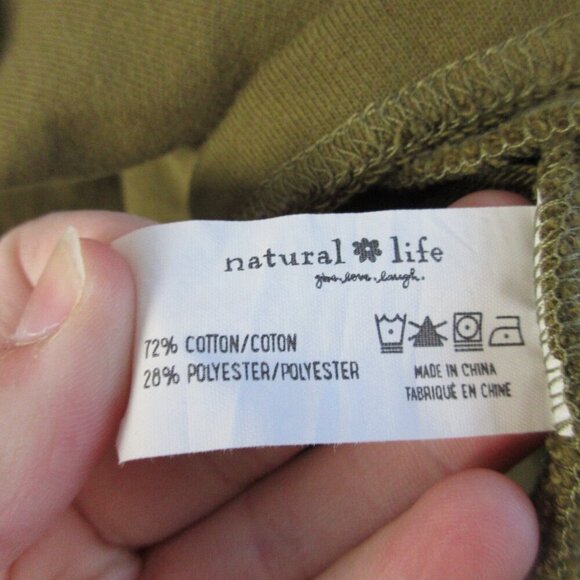 natural life
give.love.laugh.
72% COTTON/COTON
28% POLYESTER/POLYESTER
MADE IN CHINA
FABRIQUÉ EN CHINE